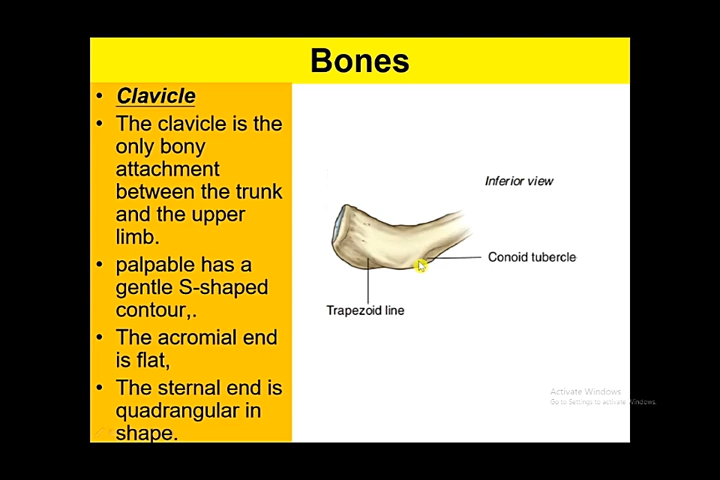 Bones
• Clavicle
• The clavicle is the
only bony
attachment
between the trunk
and the upper
limb.
• palpable has a
gentle S-shaped
contour,.
• The acromial end
is flat,
• The sternal end is
quadrangular in
shape.
Inferior view
Conoid tubercle
Trapezoid line
Activate Windows
Go to Settings to activate Windows.